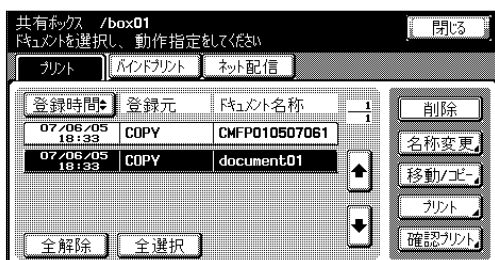 共有ボックス /box01
ドキュメントを選択し、動作指定をしてください
閉じる
プリント バインドプリント ネット配信
登録時間 登録元 ドキュメント名称 1/1
07/06/05 18:33 COPY CMFP010507061
07/06/05 18:33 COPY document01
全解除 全選択
削除
名称変更
移動/コピー
プリント
確認プリント